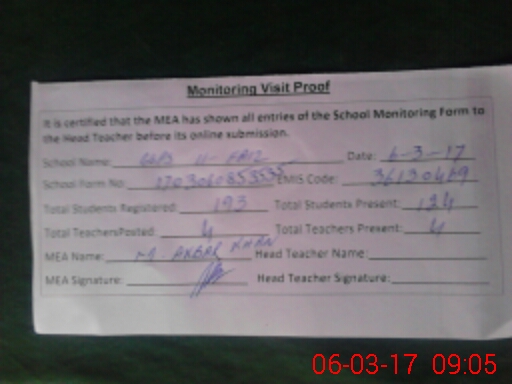 Monitoring Visit Proof
It is certified that the MEA has shown all entries of the School Monitoring Form to
the Head Teacher before its online submission.
School Name: Date: 6-3-17
School Form No: EMIS Code:
Total Students Registered: 193 Total Students Present: 124
Total TeachersPosted: 4 Total Teachers Present: 4
MEA Name: M. AKBAR KHAN Head Teacher Name:
MEA Signature: Head Teacher Signature:
06-03-17 09:05